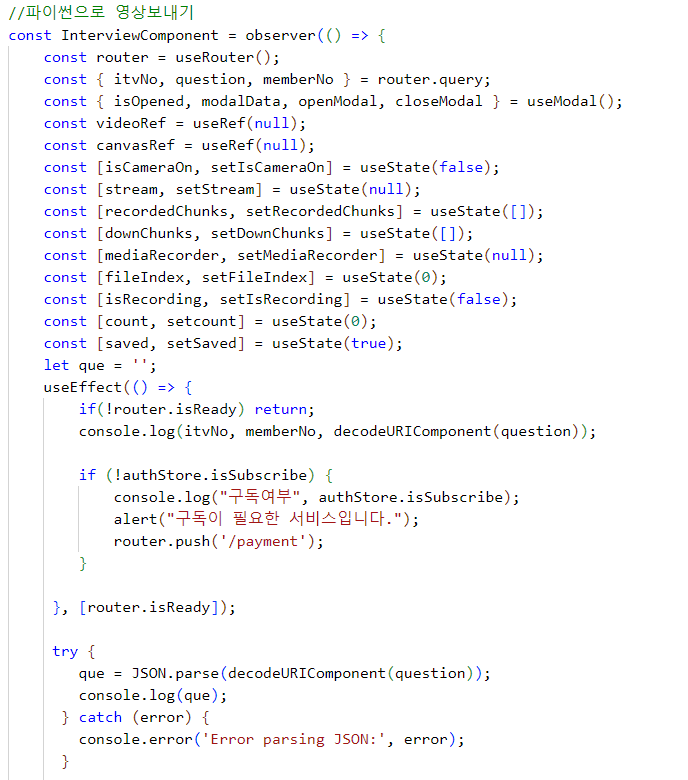 //파이썬으로 영상보내기
const InterviewComponent = observer(() => {
    const router = useRouter();
    const { itvNo, question, memberNo } = router.query;
    const { isOpened, modalData, openModal, closeModal } = useModal();
    const videoRef = useRef(null);
    const canvasRef = useRef(null);
    const [isCameraOn, setIsCameraOn] = useState(false);
    const [stream, setStream] = useState(null);
    const [recordedChunks, setRecordedChunks] = useState([]);
    const [downChunks, setDownChunks] = useState([]);
    const [mediaRecorder, setMediaRecorder] = useState(null);
    const [fileIndex, setFileIndex] = useState(0);
    const [isRecording, setIsRecording] = useState(false);
    const [count, setcount] = useState(0);
    const [saved, setSaved] = useState(true);
    let que = '';
    useEffect(() => {
        if(!router.isReady) return;
        console.log(itvNo, memberNo, decodeURIComponent(question));

        if (!authStore.isSubscribe) {
            console.log("구독여부", authStore.isSubscribe);
            alert("구독이 필요한 서비스입니다.");
            router.push('/payment');
        }

     }, [router.isReady]);

     try {
        que = JSON.parse(decodeURIComponent(question));
        console.log(que);
      } catch (error) {
        console.error('Error parsing JSON:', error);
      }